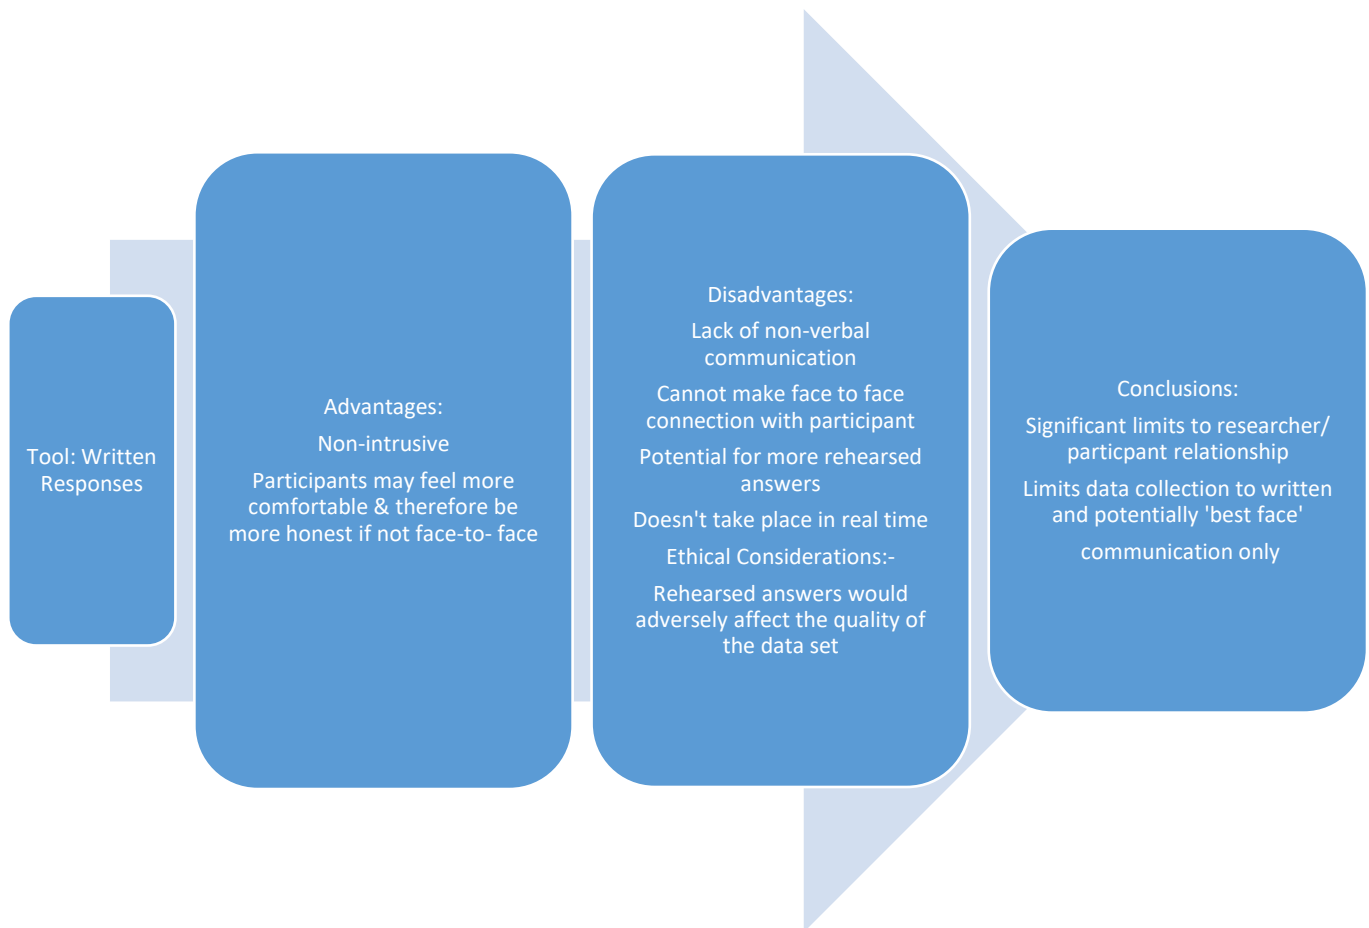 Tool: Written
Responses
Advantages:
Non-intrusive
Participants may feel more
comfortable & therefore be
more honest if not face-to- face
Disadvantages:
Lack of non-verbal
communication
Cannot make face to face
connection with participant
Potential for more rehearsed
answers
Doesn't take place in real time
Ethical Considerations:-
Rehearsed answers would
adversely affect the quality of
the data set
Conclusions:
Significant limits to researcher/
particpant relationship
Limits data collection to written
and potentially 'best face'
communication only